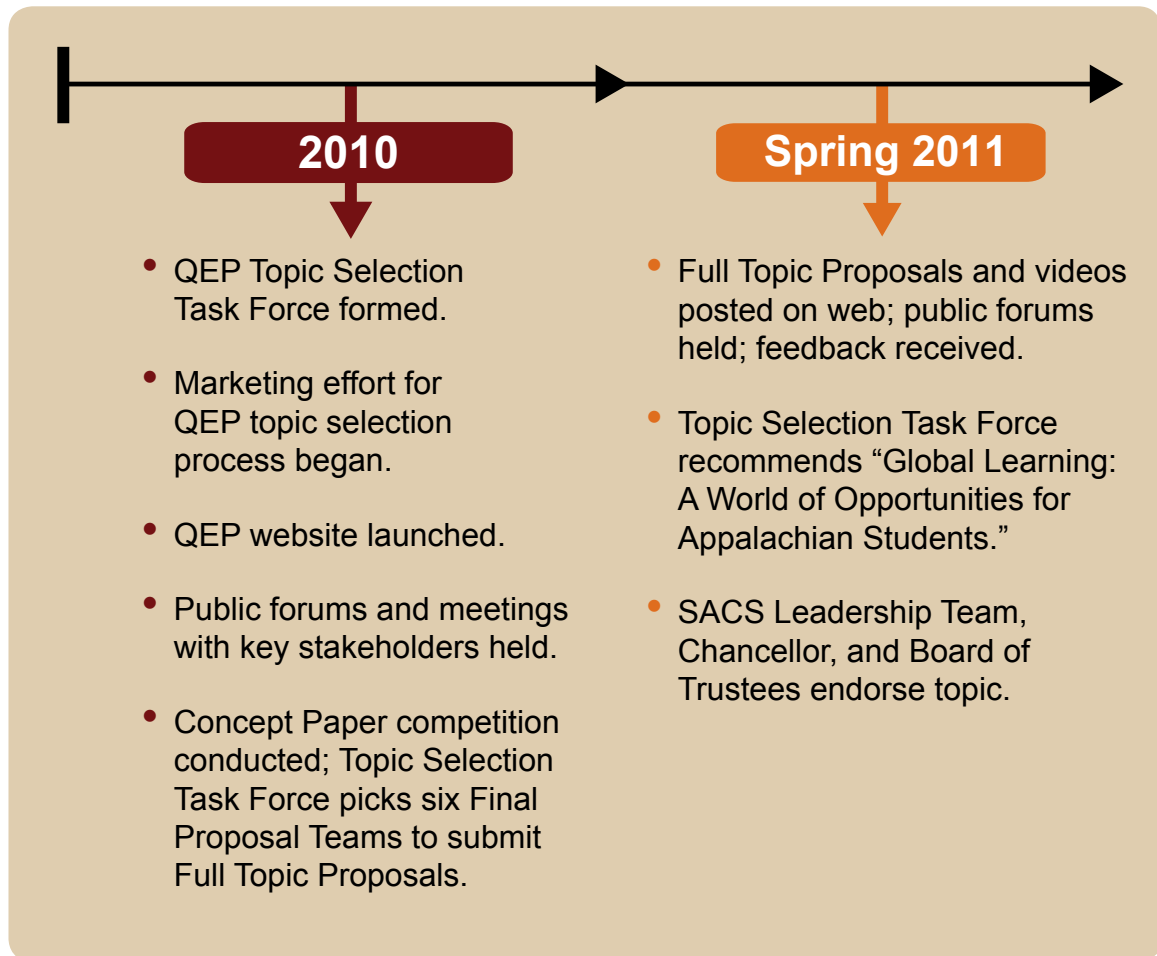 2010
• QEP Topic Selection
Task Force formed.
• Marketing effort for
QEP topic selection
process began.
• QEP website launched.
• Public forums and meetings
with key stakeholders held.
• Concept Paper competition
conducted; Topic Selection
Task Force picks six Final
Proposal Teams to submit
Full Topic Proposals.
Spring 2011
• Full Topic Proposals and videos
posted on web; public forums
held; feedback received.
• Topic Selection Task Force
recommends “Global Learning:
A World of Opportunities for
Appalachian Students.”
• SACS Leadership Team,
Chancellor, and Board of
Trustees endorse topic.